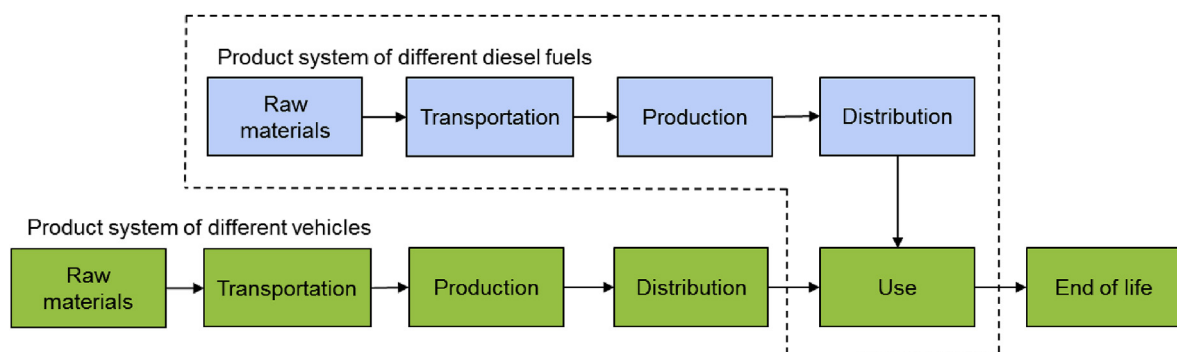 Product system of different diesel fuels
Raw
materials
Transportation
Production
Distribution
Product system of different vehicles
Raw
materials
Transportation
Production
Distribution
Use
End of life